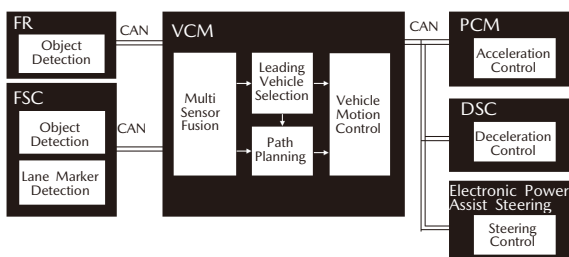 FR
Object
Detection
CAN
FSC
Object
Detection
Lane Marker
Detection
CAN
VCM
Multi
Sensor
Fusion
Leading
Vehicle
Selection
Path
Planning
Vehicle
Motion
Control
CAN
PCM
Acceleration
Control
DSC
Deceleration
Control
Electronic Power
Assist Steering
Steering
Control